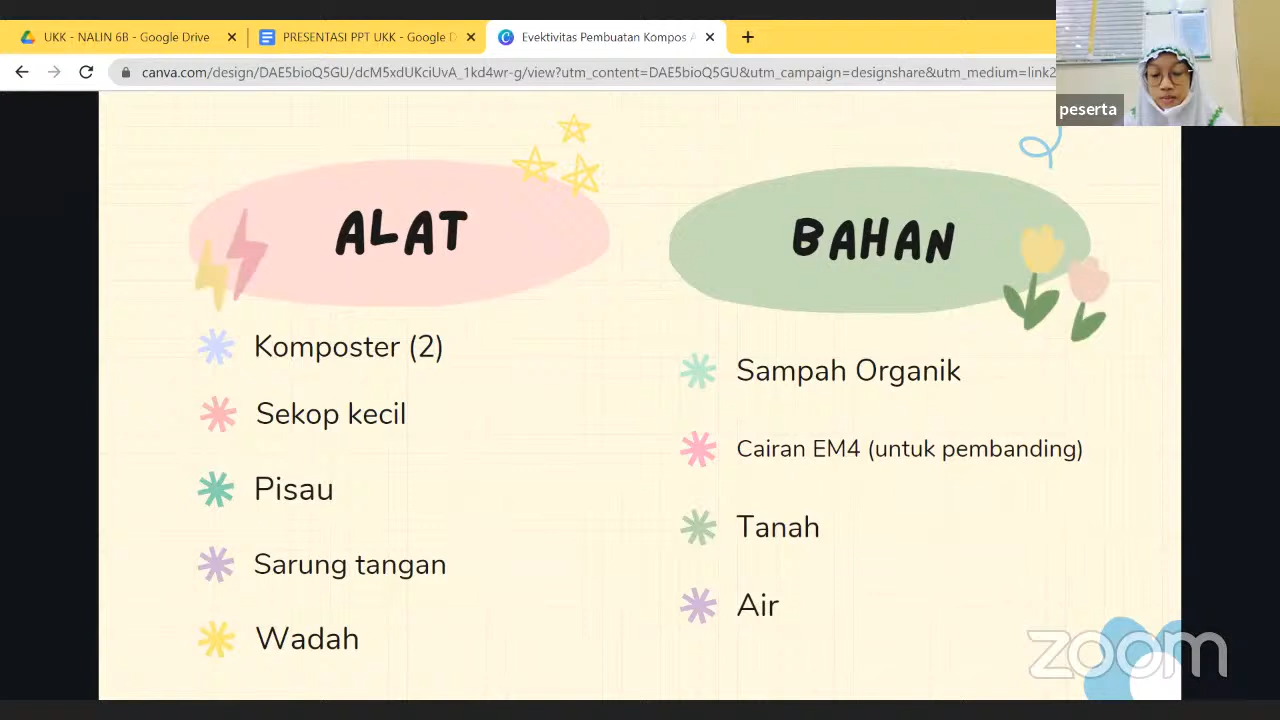 UKK - NALIN 6B - Google Drive
PRESENTASI PPT UKK - Google D
Pembuatan Kompos A
canva.com/design/DAE5bioQ5GU/dcM5xdUKciUvA_1kd4wr-g/view?utm_content=DAE5bioQ5GU&utm_campaign=designshare&utm_medium=link2
peserta
ALAT
Komposter (2)
Sekop kecil
Pisau
Sarung tangan
Wadah
BAHAN
Sampah Organik
Cairan EM4 (untuk pembanding)
Tanah
Air
zoom